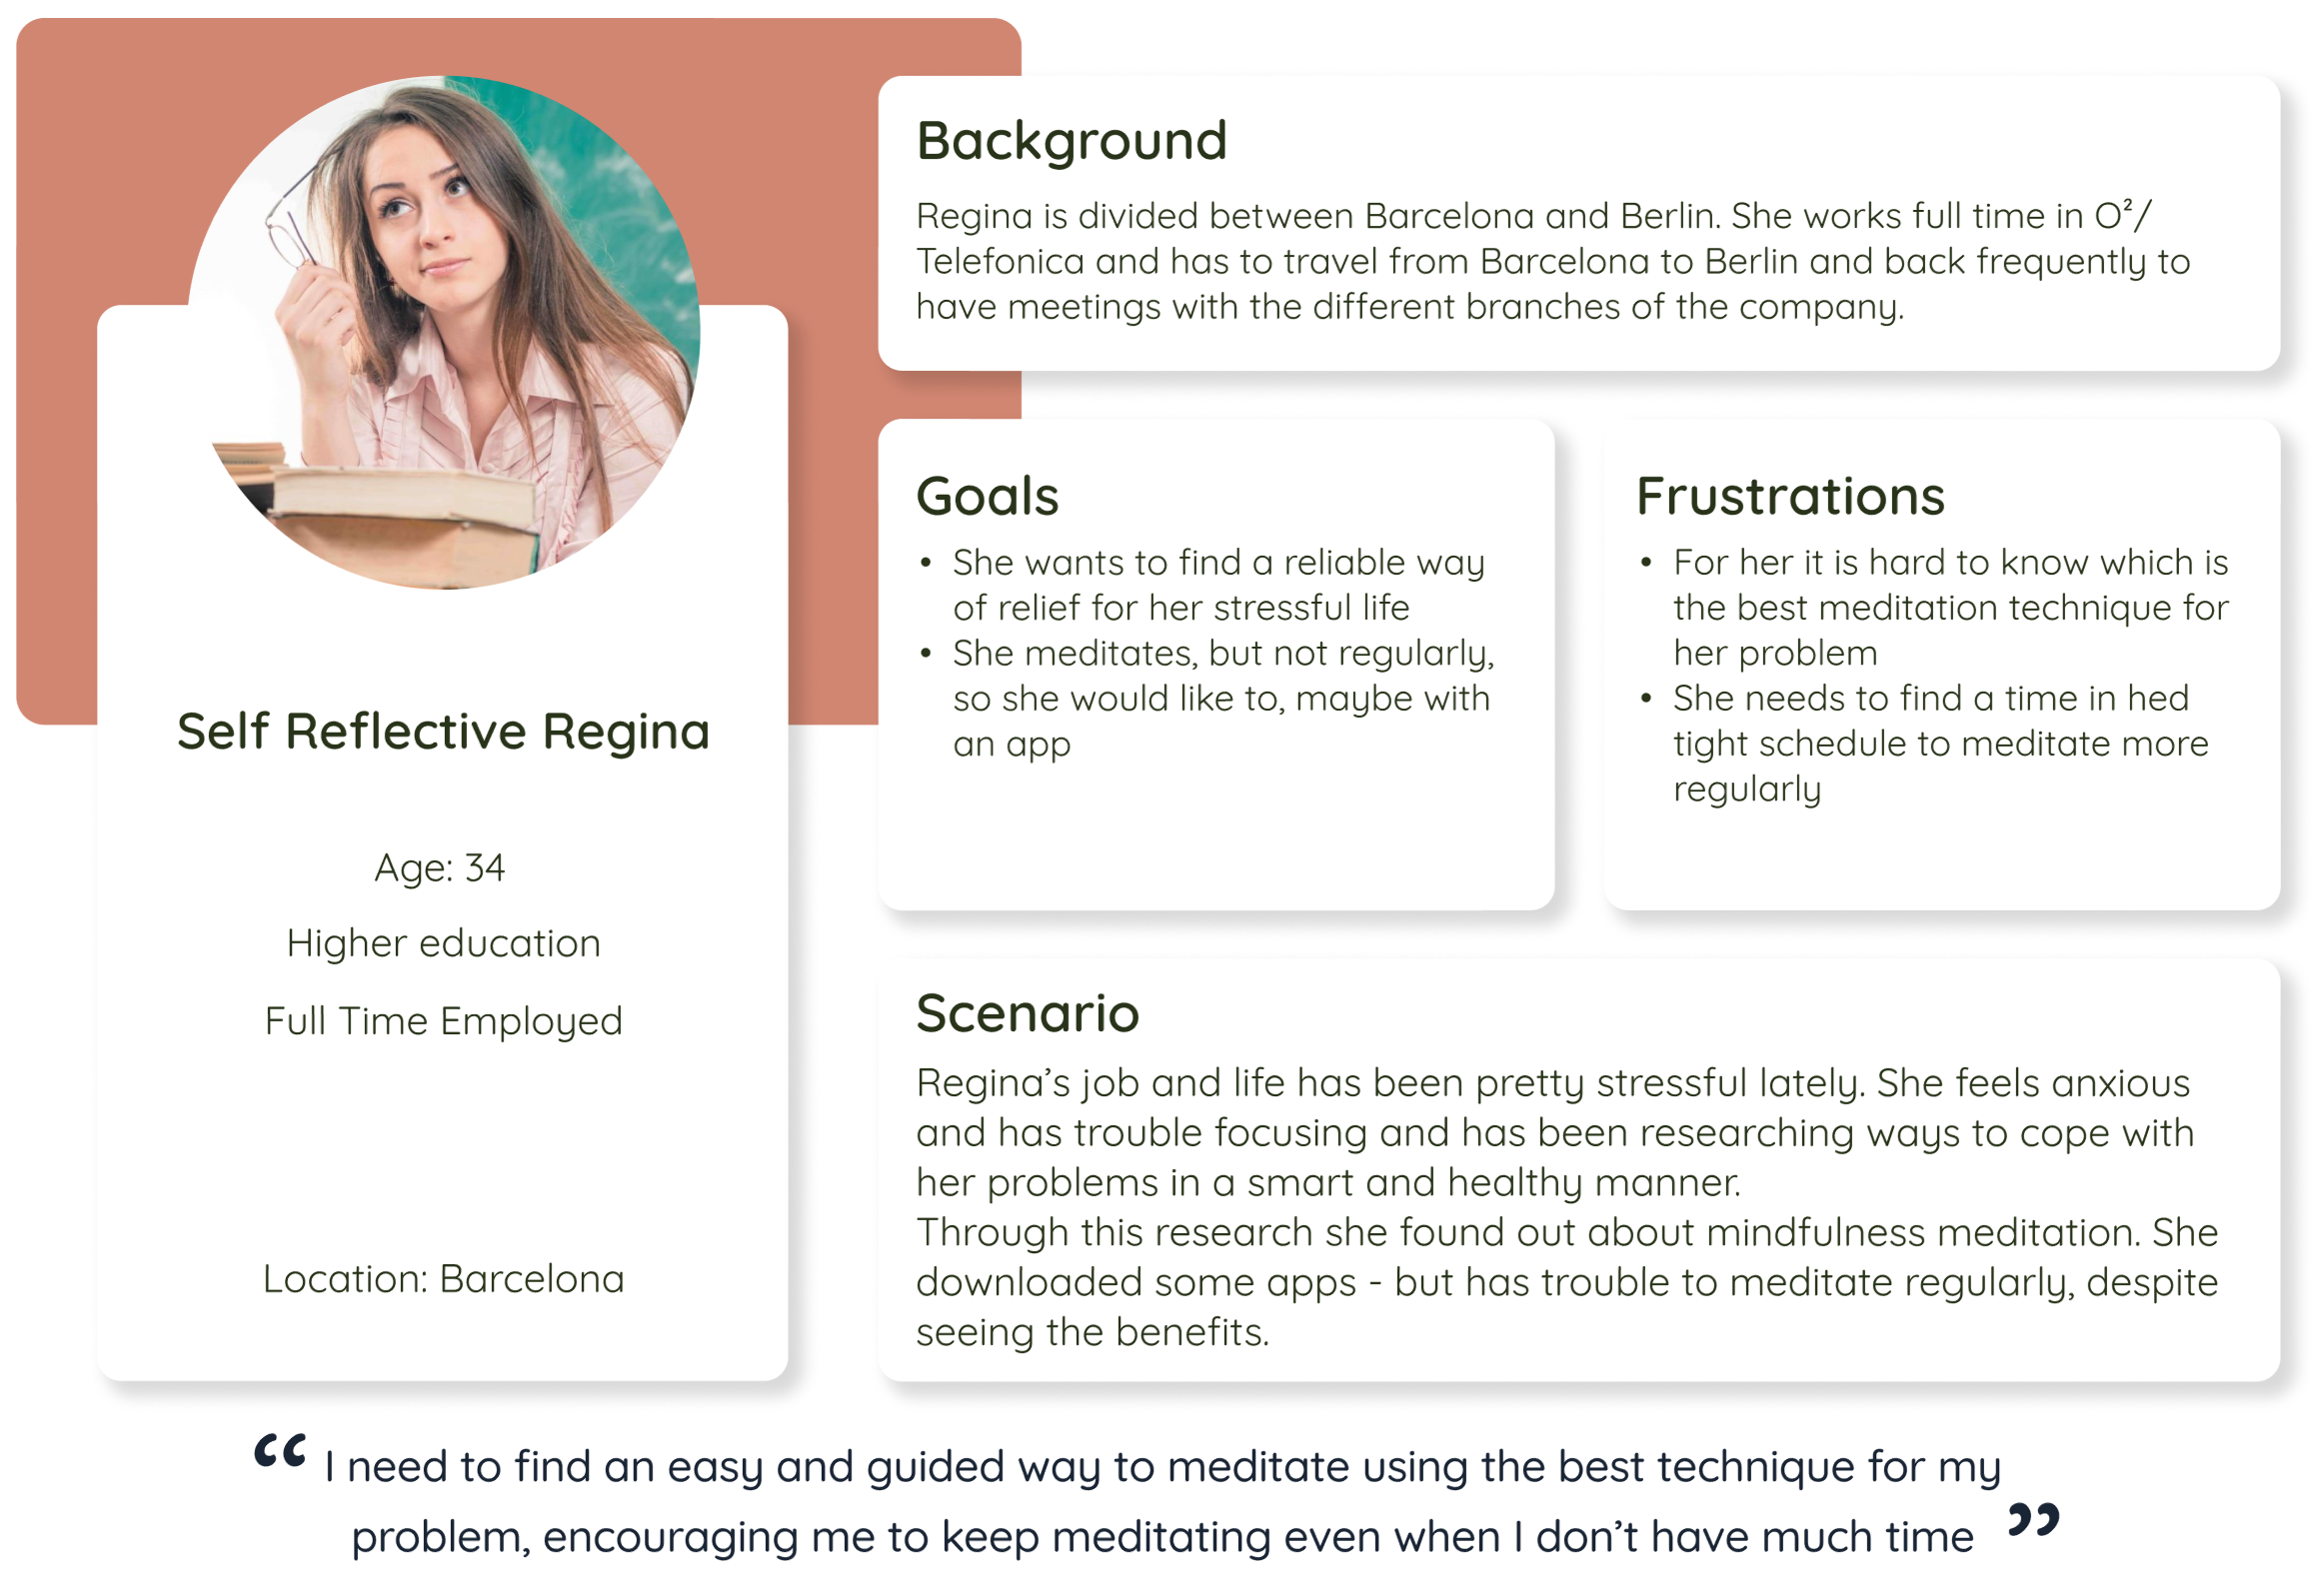 Background
Regina is divided between Barcelona and Berlin. She works full time in O²/
Telefonica and has to travel from Barcelona to Berlin and back frequently to
have meetings with the different branches of the company.
Goals
• She wants to find a reliable way
of relief for her stressful life
• She meditates, but not regularly,
so she would like to, maybe with
an app
Frustrations
• For her it is hard to know which is
the best meditation technique for
her problem
• She needs to find a time in hed
tight schedule to meditate more
regularly
Self Reflective Regina
Age: 34
Higher education
Full Time Employed
Location: Barcelona
Scenario
Regina’s job and life has been pretty stressful lately. She feels anxious
and has trouble focusing and has been researching ways to cope with
her problems in a smart and healthy manner.
Through this research she found out about mindfulness meditation. She
downloaded some apps - but has trouble to meditate regularly, despite
seeing the benefits.
“ I need to find an easy and guided way to meditate using the best technique for my
problem, encouraging me to keep meditating even when I don’t have much time ”